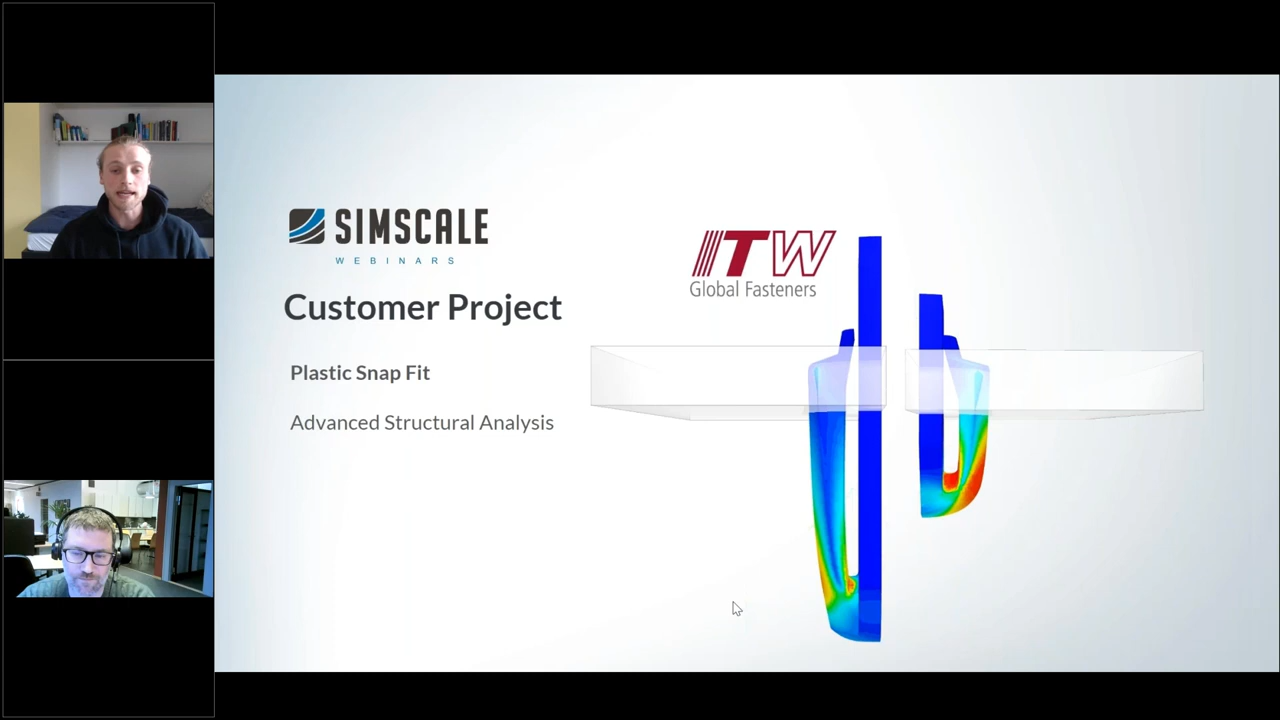 SIMSCALE
WEBINARS
ITW
Global Fasteners
Customer Project
Plastic Snap Fit
Advanced Structural Analysis